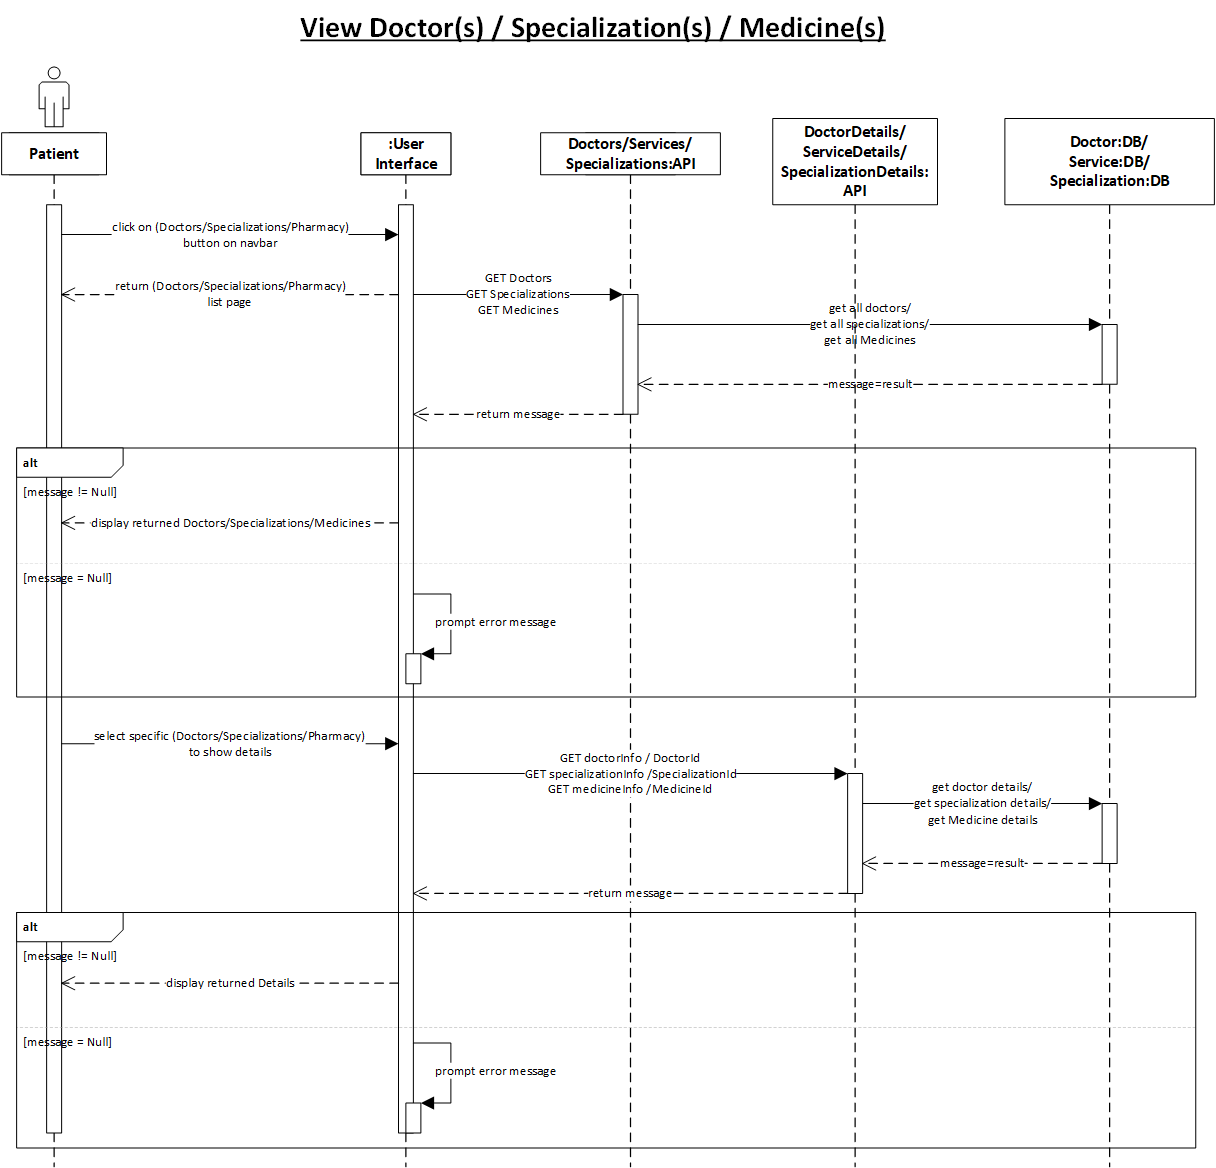 View Doctor(s) / Specialization(s) / Medicine(s)
Patient
:User
Interface
Doctors/Services/
Specializations:API
DoctorDetails/
ServiceDetails/
SpecializationDetails:
API
Doctor:DB/
Service:DB/
Specialization:DB
click on (Doctors/Specializations/Pharmacy)
button on navbar
return (Doctors/Specializations/Pharmacy)
list page
GET Doctors
GET Specializations
GET Medicines
get all doctors/
get all specializations/
get all Medicines
message=result
return message
alt
[message != Null]
display returned Doctors/Specializations/Medicines
[message = Null]
prompt error message
select specific (Doctors/Specializations/Pharmacy)
to show details
GET doctorInfo / DoctorId
GET specializationInfo /SpecializationId
GET medicineInfo /MedicineId
get doctor details/
get specialization details/
get Medicine details
message=result
return message
alt
[message != Null]
display returned Details
[message = Null]
prompt error message